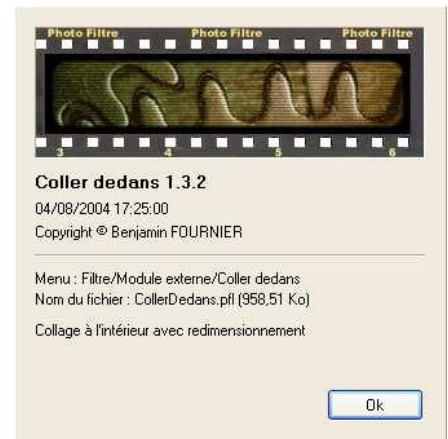 Photo Filtre Photo Filtre Photo Filtre
3 4 5 6
Coller dedans 1.3.2
04/08/2004 17:25:00
Copyright © Benjamin FOURNIER
Menu : Filtre/Module externe/Coller dedans
Nom du fichier : CollerDedans.pfl (958,51 Ko)
Collage à l'intérieur avec redimensionnement
Ok